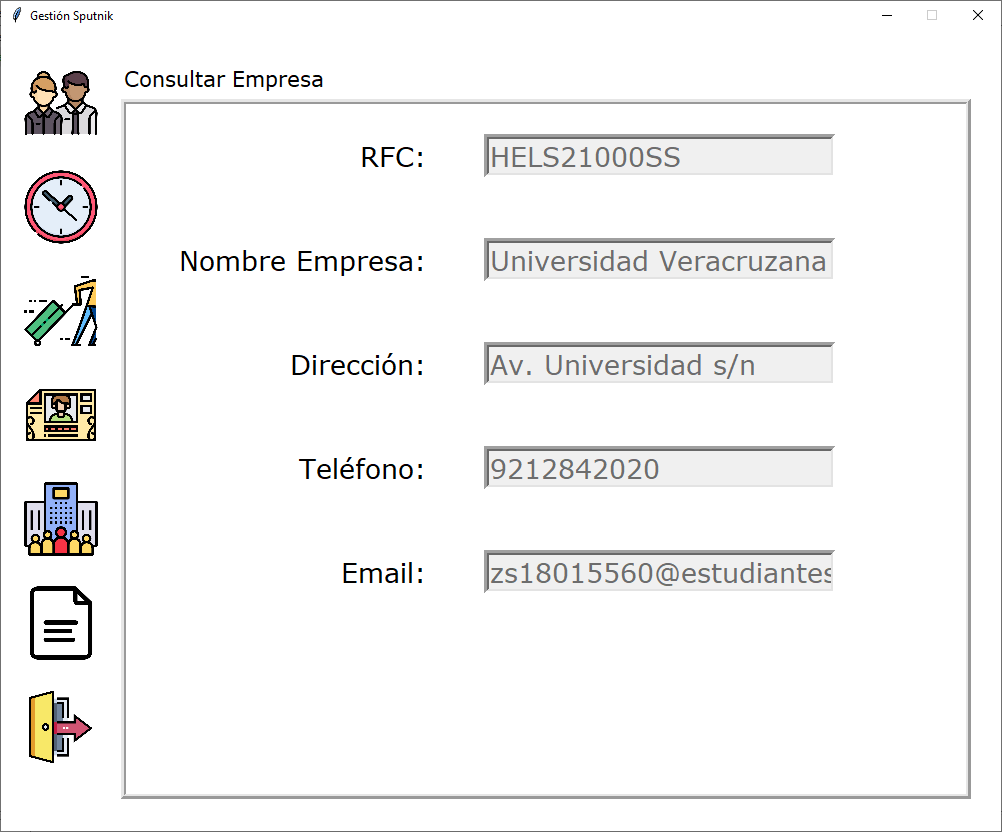 Gestión Sputnik
Consultar Empresa
RFC: HELS21000SS
Nombre Empresa: Universidad Veracruzana
Dirección: Av. Universidad s/n
Teléfono: 9212842020
Email: zs18015560@estudiantes